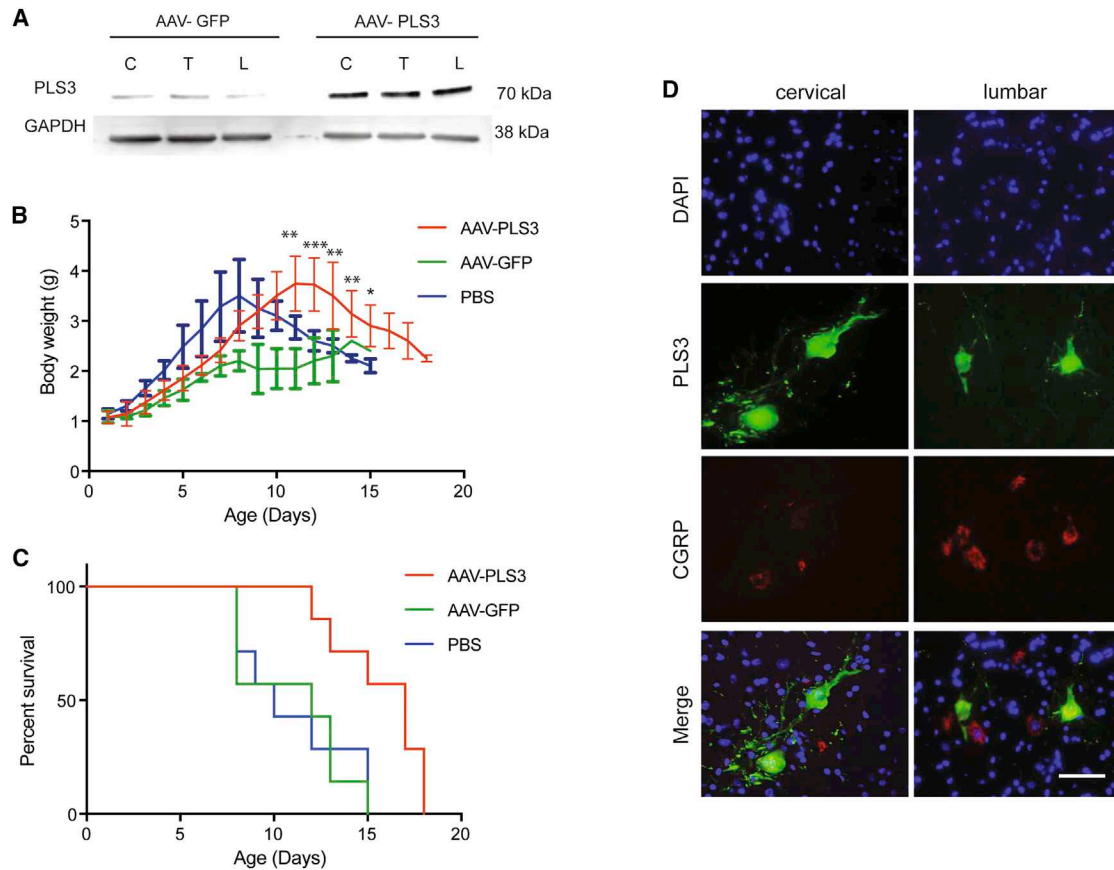 A
AAV- GFP AAV- PLS3
C T L C T L
PLS3 70 kDa
GAPDH 38 kDa
B
Body weight (g)
5
4
3
2
1
0
** *** ** ** *
AAV-PLS3
AAV-GFP
PBS
0 5 10 15 20
Age (Days)
C
Percent survival
100
50
0
AAV-PLS3
AAV-GFP
PBS
0 5 10 15 20
Age (Days)
D
cervical lumbar
DAPI
PLS3
CGRP
Merge